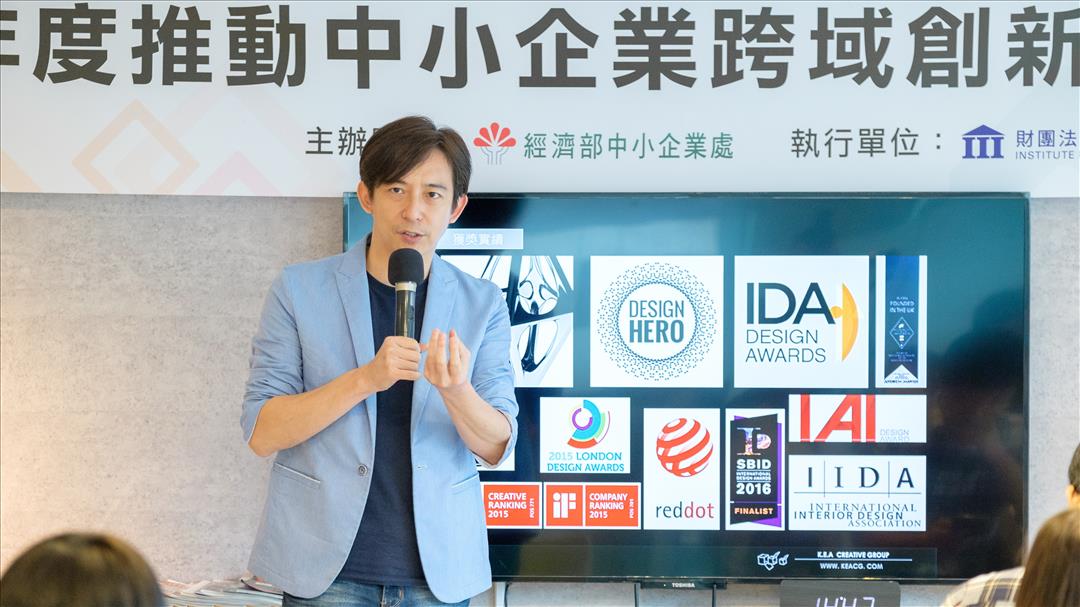 年度推動中小企業跨域創新
主辦
經濟部中小企業處
執行單位：
財團法
INSTITUTE
獲獎實績
DESIGN
HERO
IDA
DESIGN
AWARDS
FOUNDED
IN THE UK
2015 LONDON
DESIGN AWARDS
reddot
SBID
INTERNATIONAL
DESIGN AWARDS
2016
FINALIST
IAI
DESIGN
AWARD
IIDA
INTERNATIONAL
INTERIOR DESIGN
ASSOCIATION
CREATIVE
RANKING
2015
iF
COMPANY
RANKING
2015
K.E.A CREATIVE GROUP
WWW. KEACG. COM
TOSHIBA